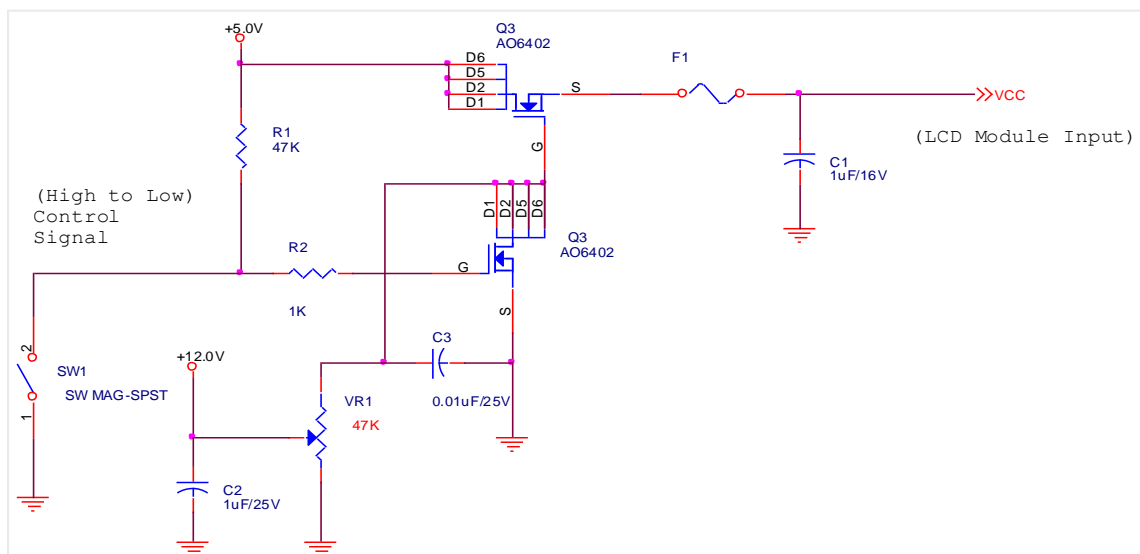 +5.0V
Q3
AO6402
D6
D5
D2
D1
S
G
F1
VCC
(LCD Module Input)
R1
47K
C1
1uF/16V
(High to Low)
Control
Signal
D1
D2
D5
D6
Q3
AO6402
R2
1K
G
S
C3
0.01uF/25V
+12.0V
2
SW1
SW MAG-SPST
1
VR1
47K
C2
1uF/25V